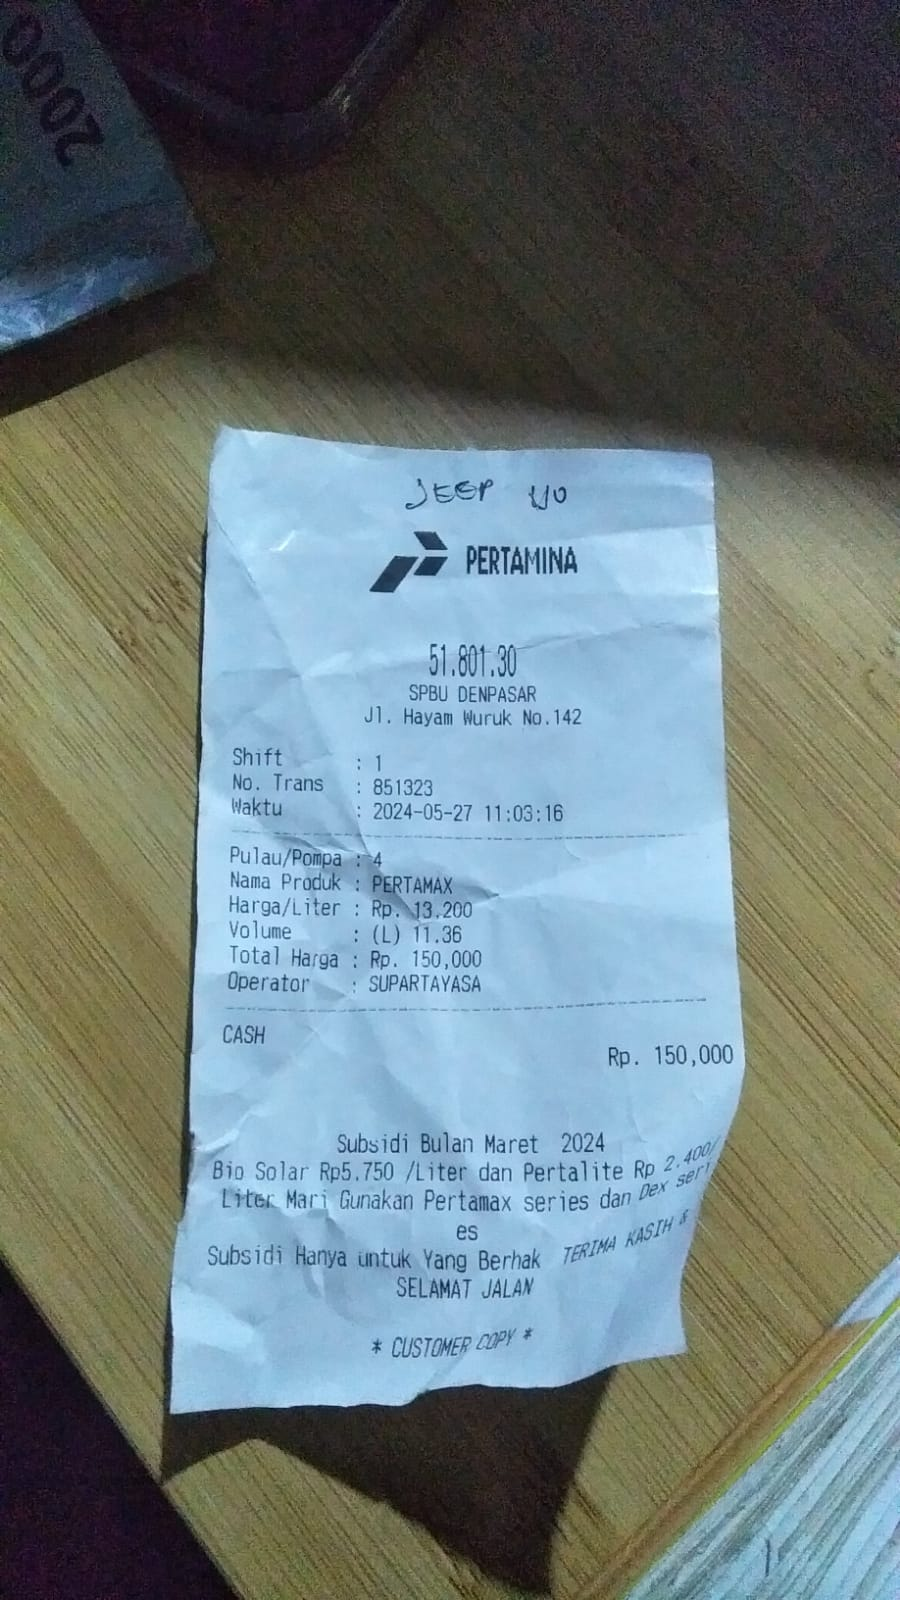 2000
JEEP
PERTAMINA
51.801.30
SPBU DENPASAR
Jl. Hayam Wuruk No.142
Shift : 1
No. Trans : 851323
Waktu : 2024-05-27 11:03:16
Pulau/Pompa : 4
Nama Produk : PERTAMAX
Harga/Liter : Rp. 13.200
Volume : (L) 11.36
Total Harga : Rp. 150,000
Operator : SUPARTAYASA
CASH
Rp. 150,000
Subsidi Bulan Maret 2024
Bio Solar Rp5.750 /Liter dan Pertalite Rp 2.400/
Liter Mari Gunakan Pertamax series dan Dex seri
es
Subsidi Hanya untuk Yang Berhak TERIMA KASIH &
SELAMAT JALAN
* CUSTOMER COPY *